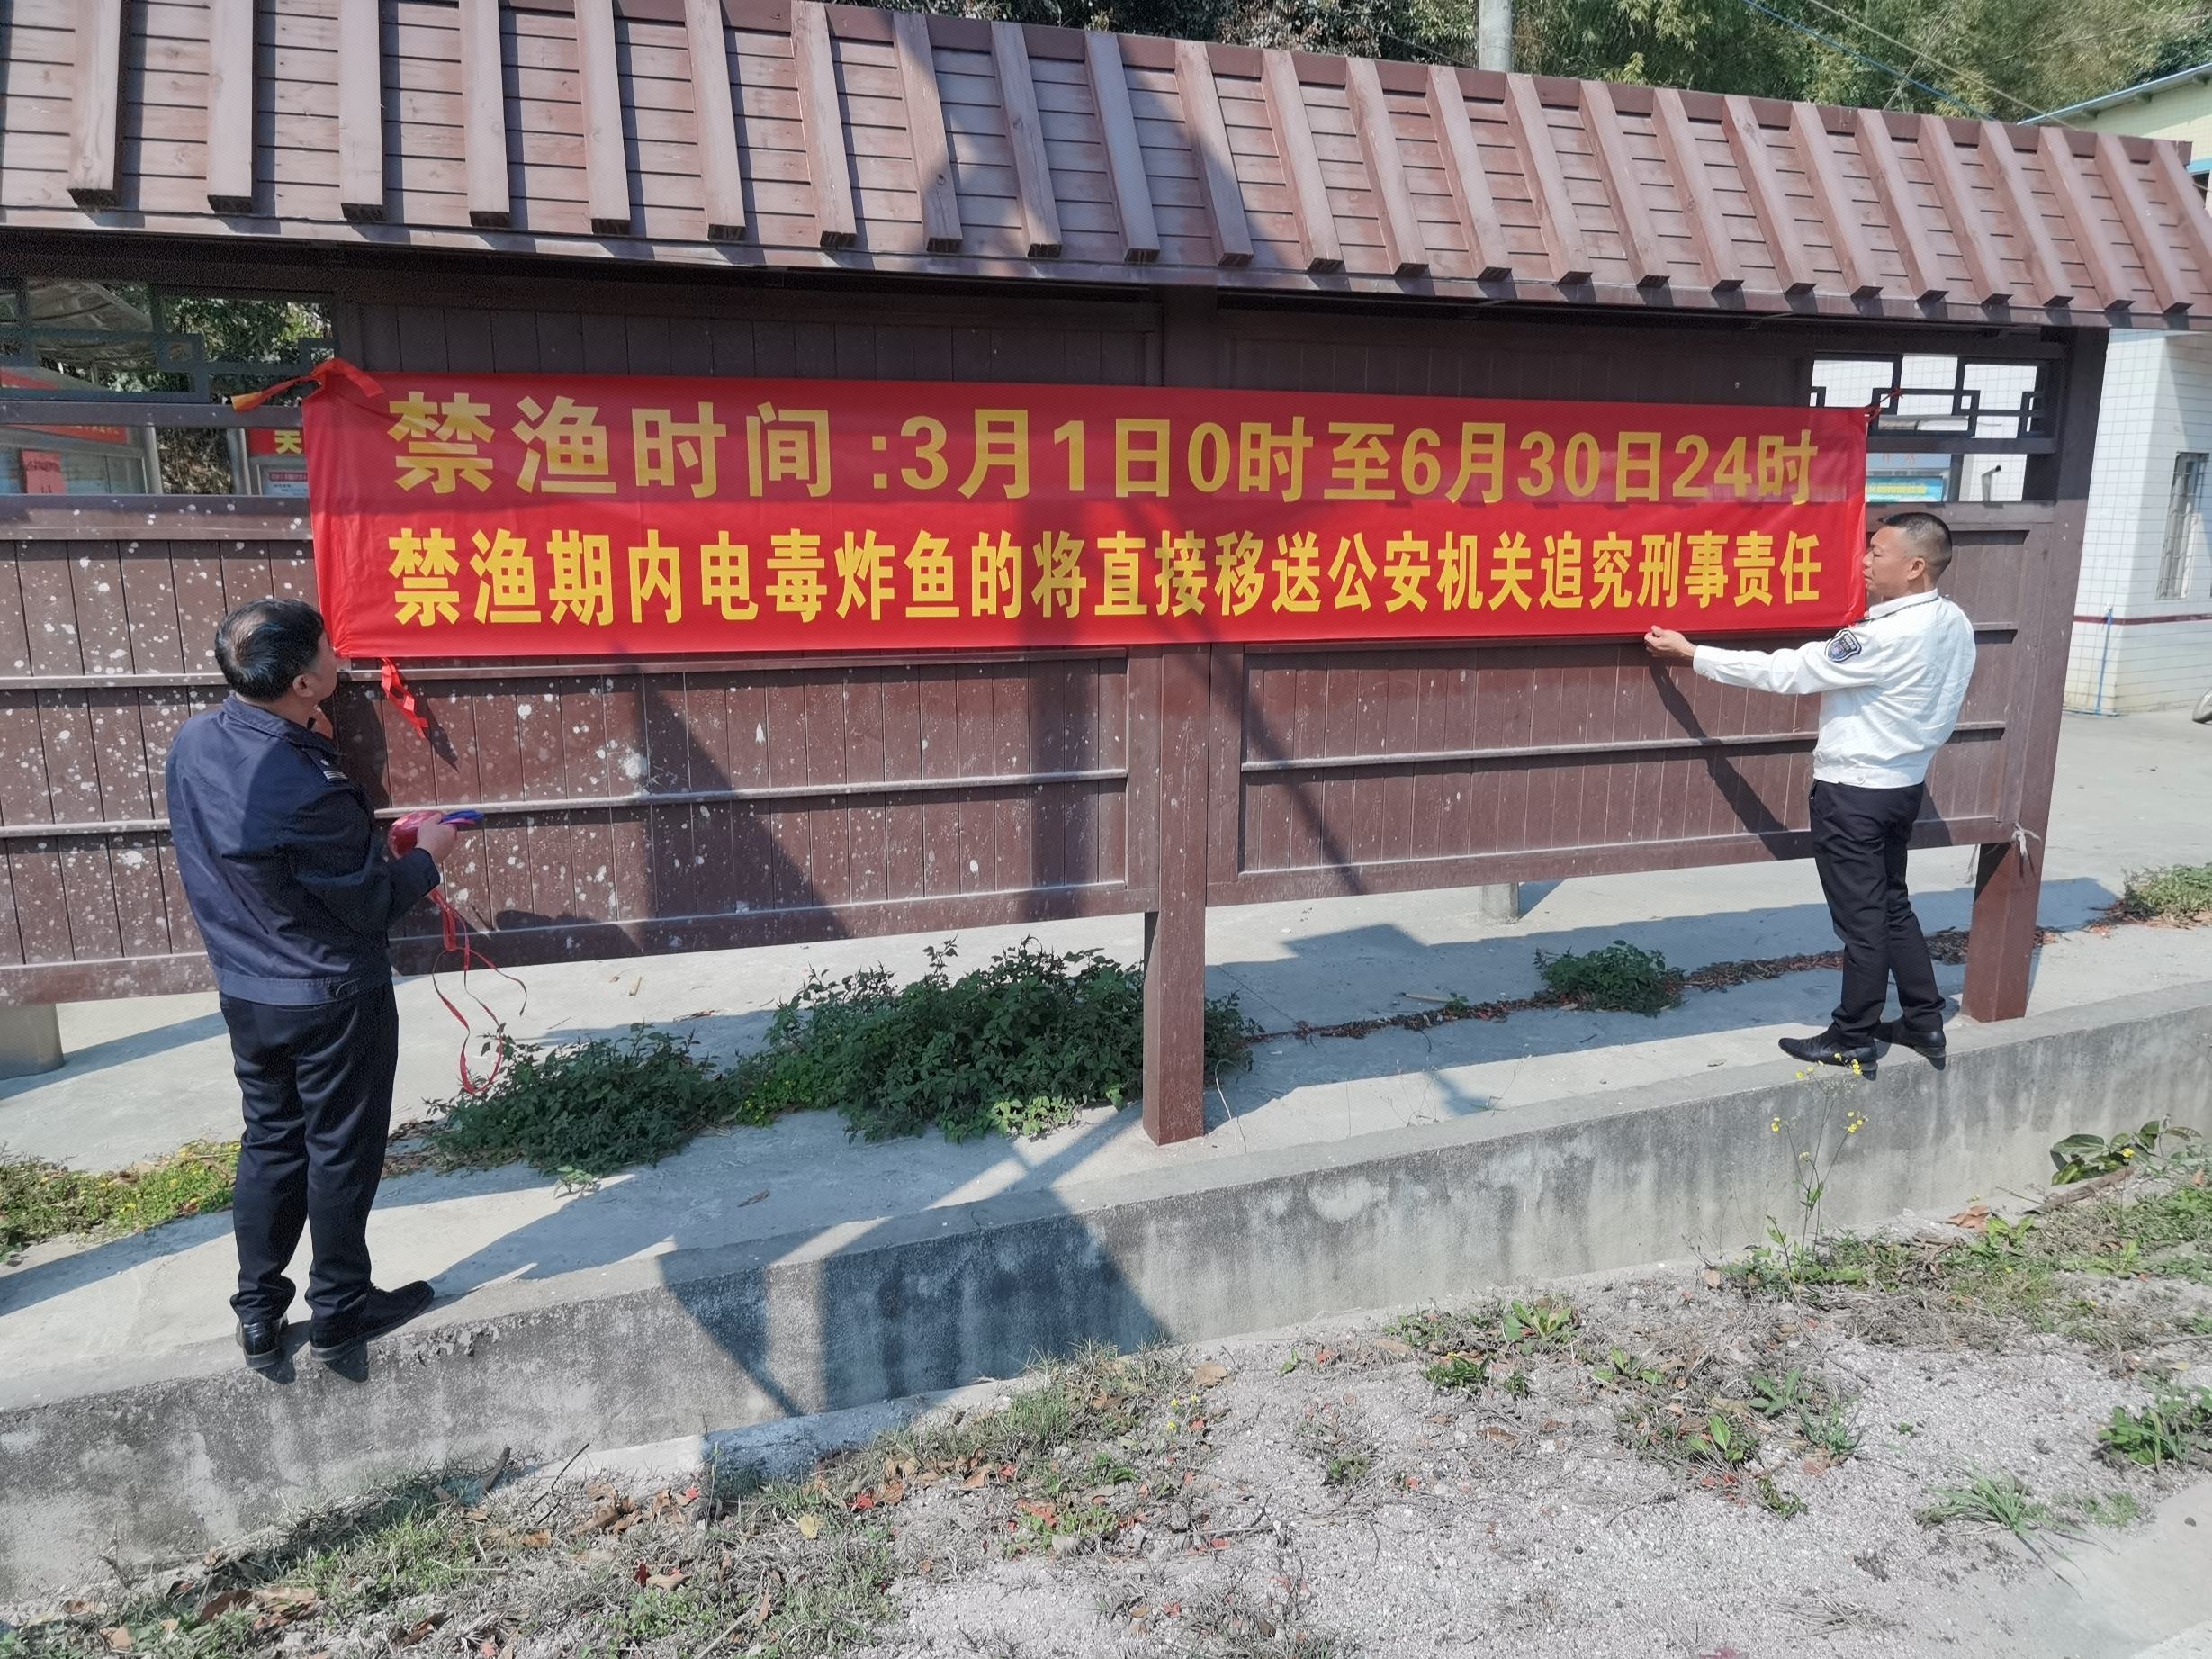 禁渔时间:3月1日0时至6月30日24时
禁渔期内电毒炸鱼的将直接移送公安机关追究刑事责任
天